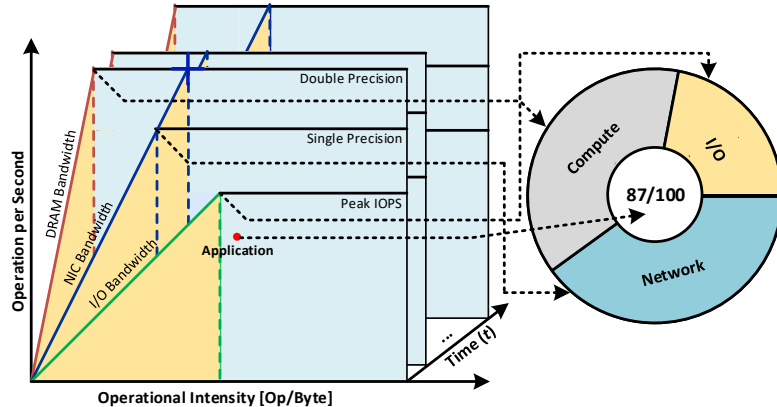 Operation per Second
DRAM Bandwidth
NIC Bandwidth
I/O Bandwidth
Double Precision
Single Precision
Peak IOPS
Application
Operational Intensity [Op/Byte]
...
Time (t)
Compute
I/O
87/100
Network